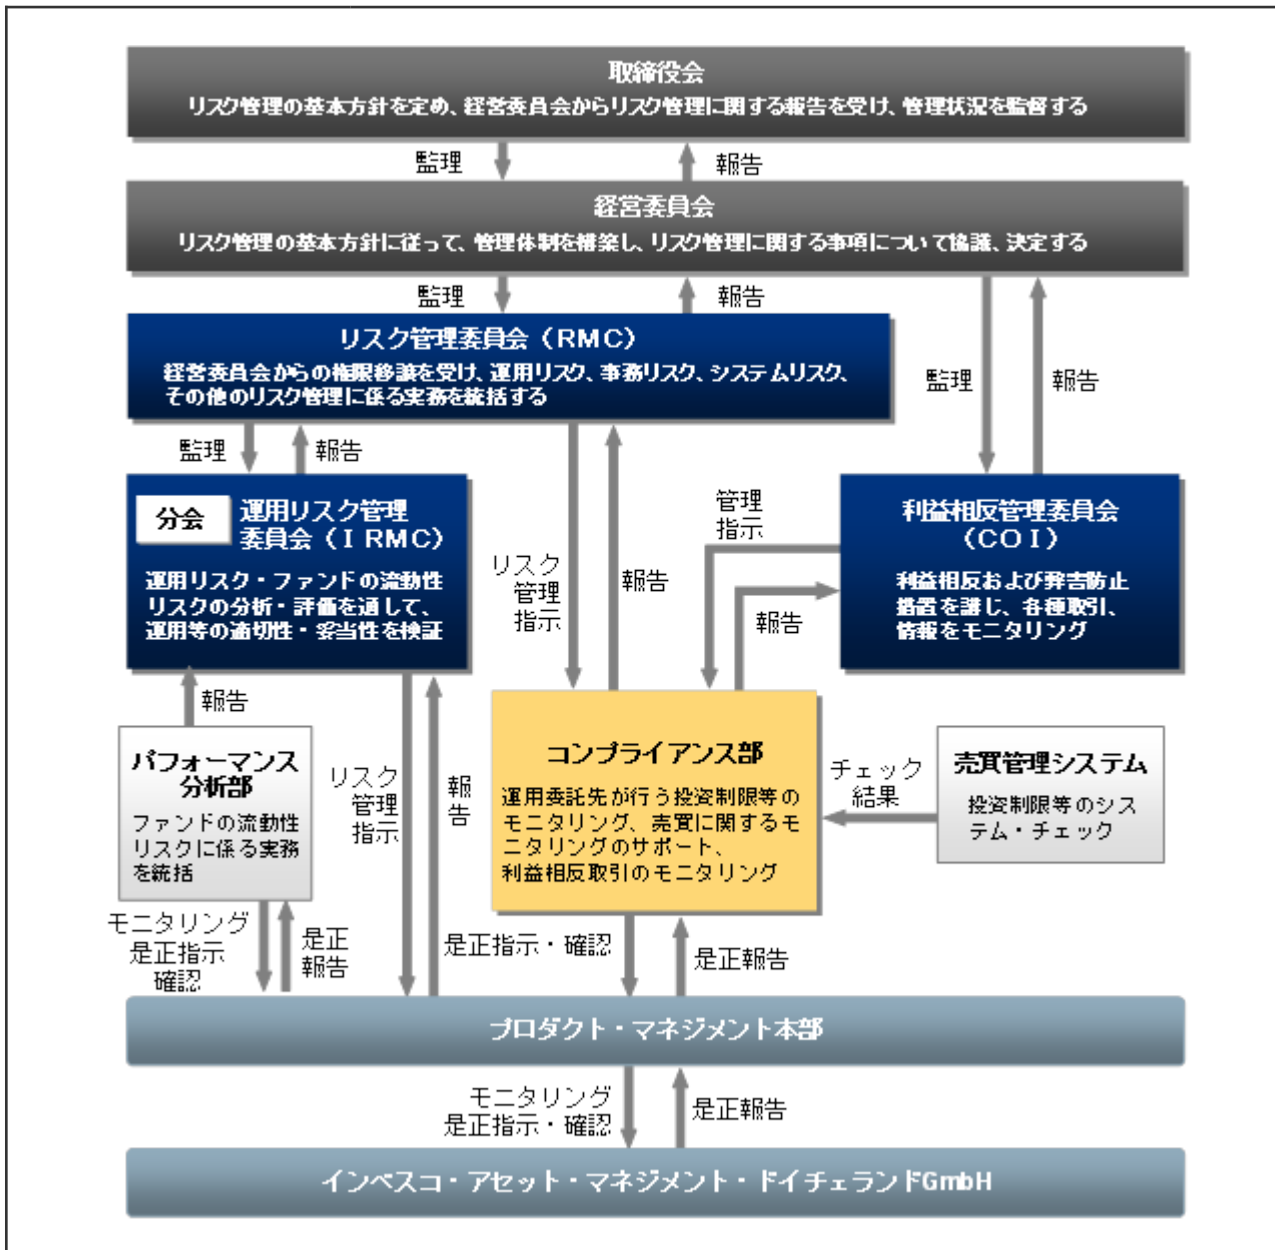 取締役会
リスク管理の基本方針を定め、経営委員会からリスク管理に関する報告を受け、管理状況を監督する
監理
報告
経営委員会
リスク管理の基本方針に従って、管理体制を構築し、リスク管理に関する事項について協議、決定する
監理
報告
監理
報告
リスク管理委員会（RMC）
経営委員会からの権限移譲を受け、運用リスク、事務リスク、システムリスク、
その他のリスク管理に係る実務を統括する
監理
報告
分会
運用リスク管理
委員会（IRMC）
運用リスク・ファンドの流動性
リスクの分析・評価を通して、
運用等の適切性・妥当性を検証
リスク
管理
指示
報告
管理
指示
報告
利益相反管理委員会
（COI）
利益相反および弊害防止
措置を講じ、各種取引、
情報をモニタリング
報告
パフォーマンス
分析部
ファンドの流動性
リスクに係る実務
を統括
リスク
管理
指示
報
告
コンプライアンス部
運用委託先が行う投資制限等の
モニタリング、売買に関するモ
ニタリングのサポート、
利益相反取引のモニタリング
チェック
結果
売買管理システム
投資制限等のシス
テム・チェック
モニタリング
是正指示
確認
是正
報告
是正指示・確認
是正報告
プロダクト・マネジメント本部
モニタリング
是正指示・確認
是正報告
インベスコ・アセット・マネジメント・ドイチェランドGmbH